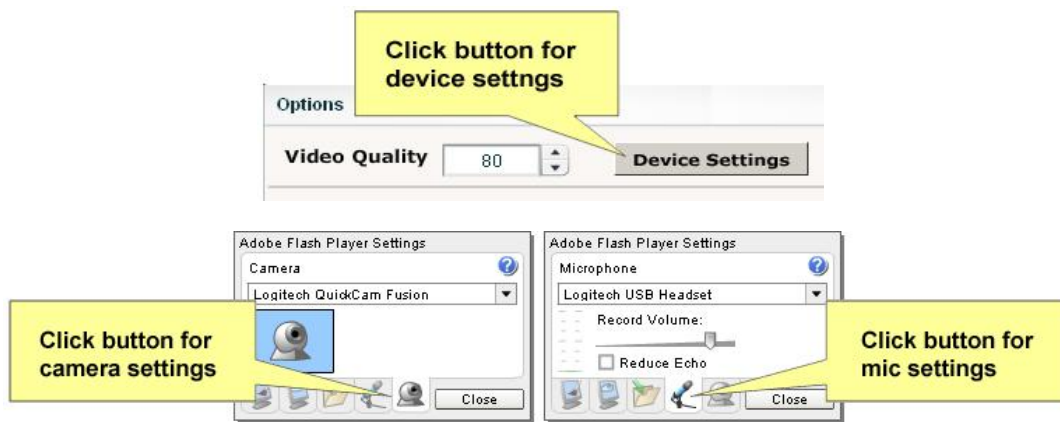 Click button for
device settngs
Options
Video Quality 80 Device Settings
Adobe Flash Player Settings
Camera
Logitech QuickCam Fusion
Click button for
camera settings
Close
Adobe Flash Player Settings
Microphone
Logitech USB Headset
Record Volume:
Reduce Echo
Click button for
mic settings
Close